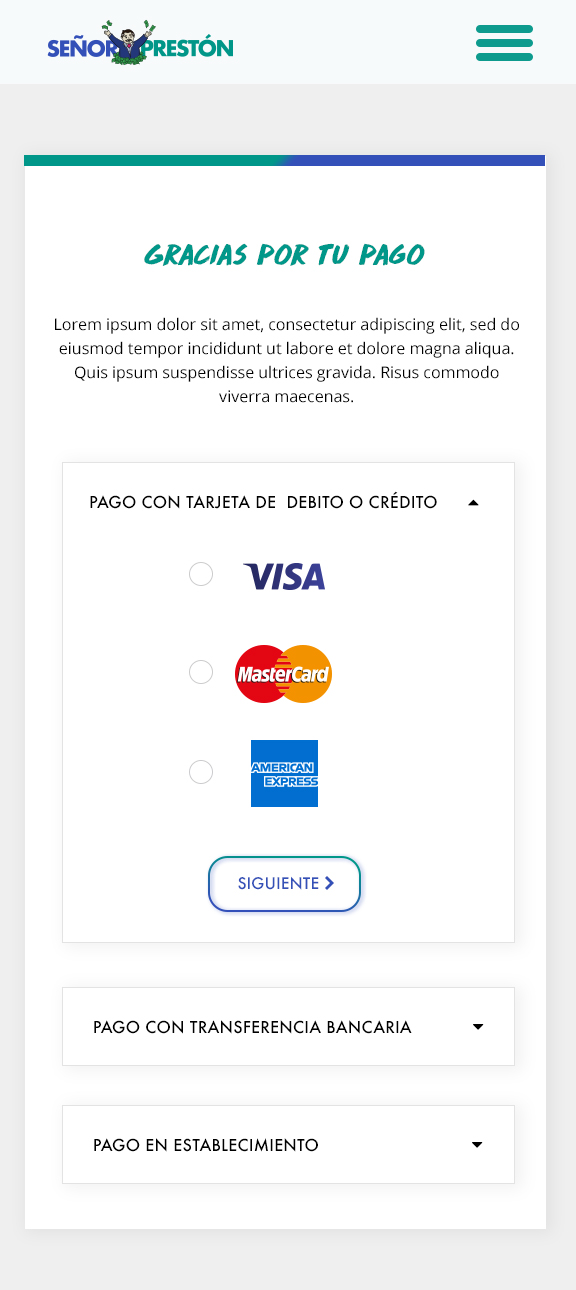 SEÑOR PRESTÓN
GRACIAS POR TU PAGO
Lorem ipsum dolor sit amet, consectetur adipiscing elit, sed do
eiusmod tempor incididunt ut labore et dolore magna aliqua.
Quis ipsum suspendisse ultrices gravida. Risus commodo
viverra maecenas.
PAGO CON TARJETA DE  DEBITO O CRÉDITO
VISA
MasterCard
AMERICAN
EXPRESS
SIGUIENTE
PAGO CON TRANSFERENCIA BANCARIA
PAGO EN ESTABLECIMIENTO